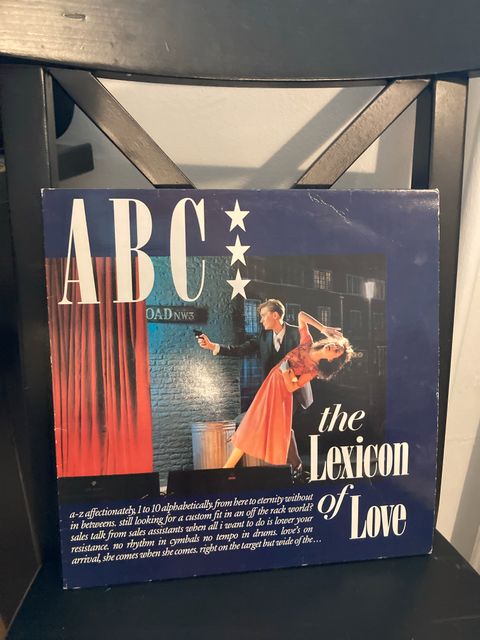 ABC
OAD NW3
the
Lexicon
of
Love
a-z affectionately, 1 to 10 alphabetically, from here to eternity without
in betweens. still looking for a custom fit in an off the rack world?
sales talk from sales assistants when all i want to do is lower your
resistance. no rhythm in cymbals no tempo in drums. love's on
arrival, she comes when she comes. right on the target but wide of the...